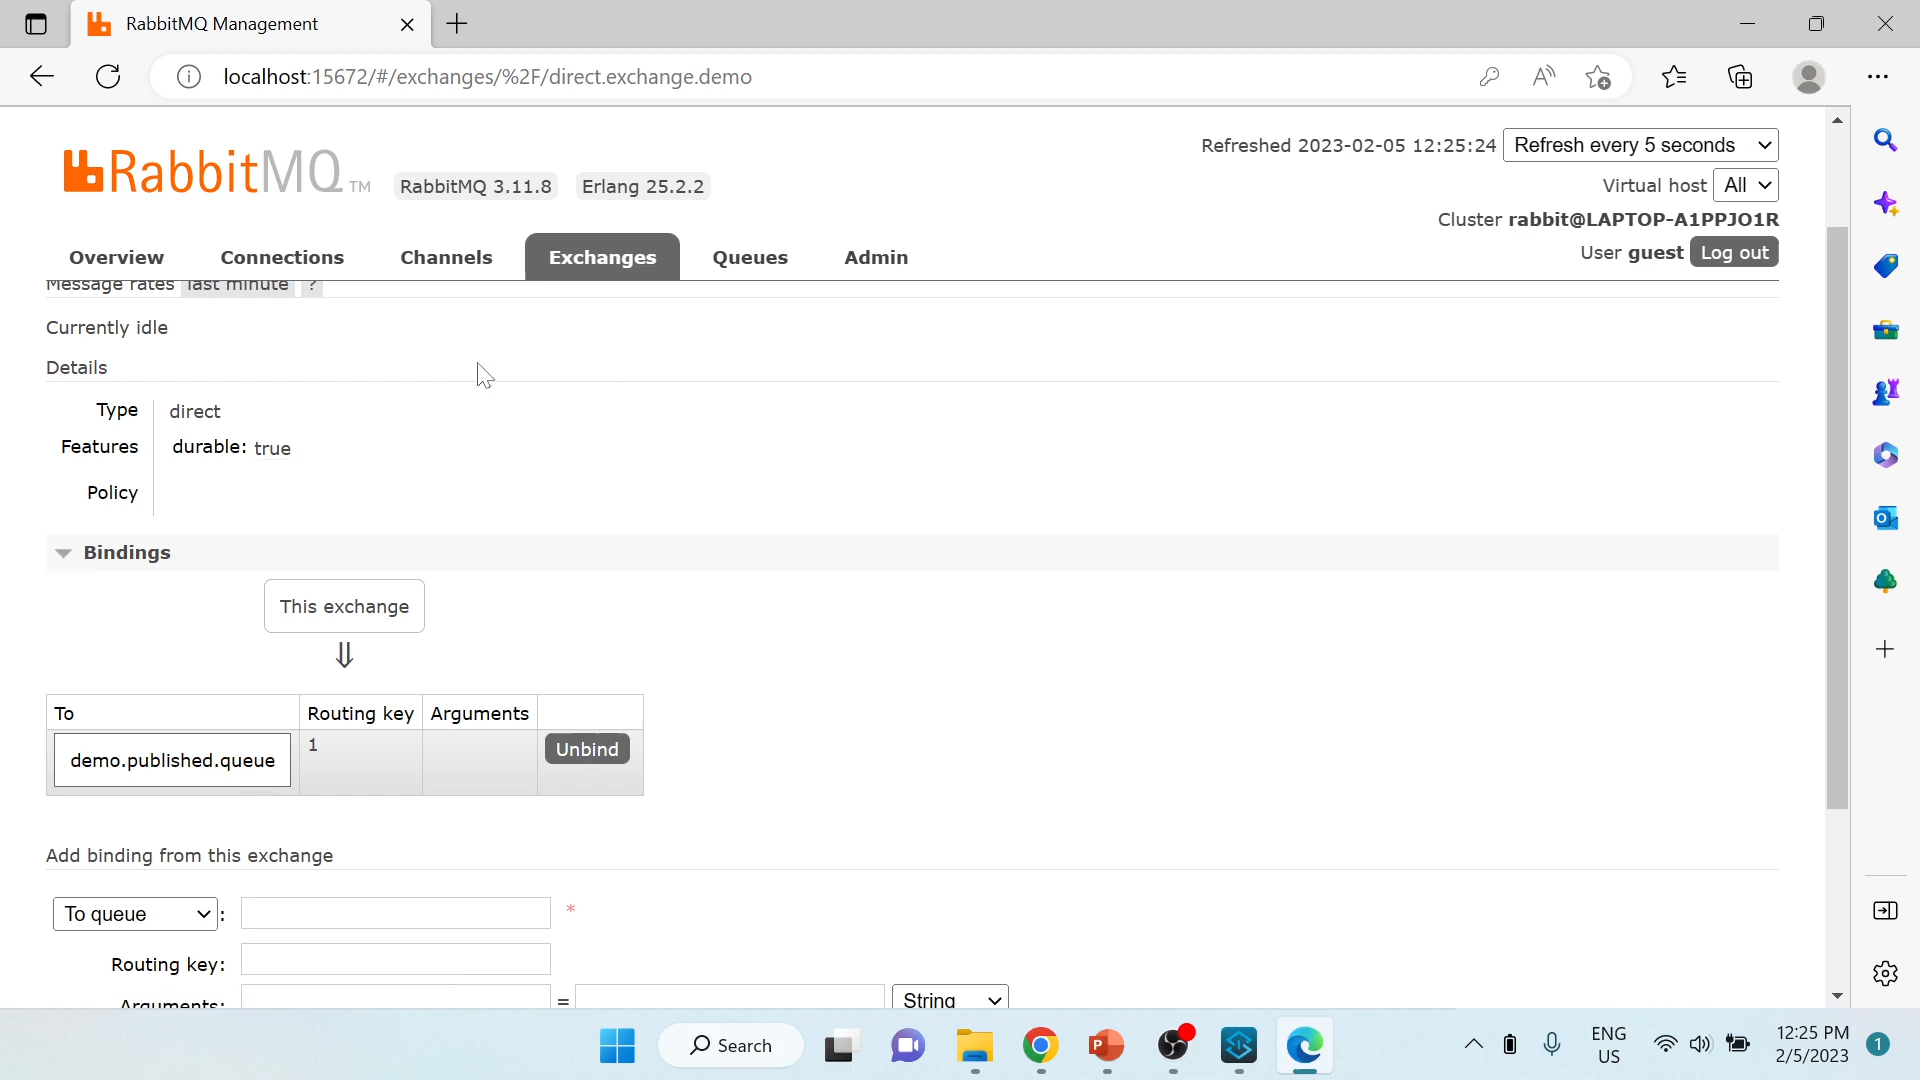 RabbitMQ Management
localhost:15672/#/exchanges/%2F/direct.exchange.demo
RabbitMQ TM RabbitMQ 3.11.8 Erlang 25.2.2
Refreshed 2023-02-05 12:25:24 Refresh every 5 seconds
Virtual host All
Cluster rabbit@LAPTOP-A1PPJO1R
User guest Log out
Overview Connections Channels Exchanges Queues Admin
Message rates last minute ?
Currently idle
Details
Type direct
Features durable: true
Policy
Bindings
This exchange
⇓
To Routing key Arguments
demo.published.queue 1 Unbind
Add binding from this exchange
To queue : *
Routing key:
Arguments: = String
Search
P
ENG
US
12:25 PM
2/5/2023
1